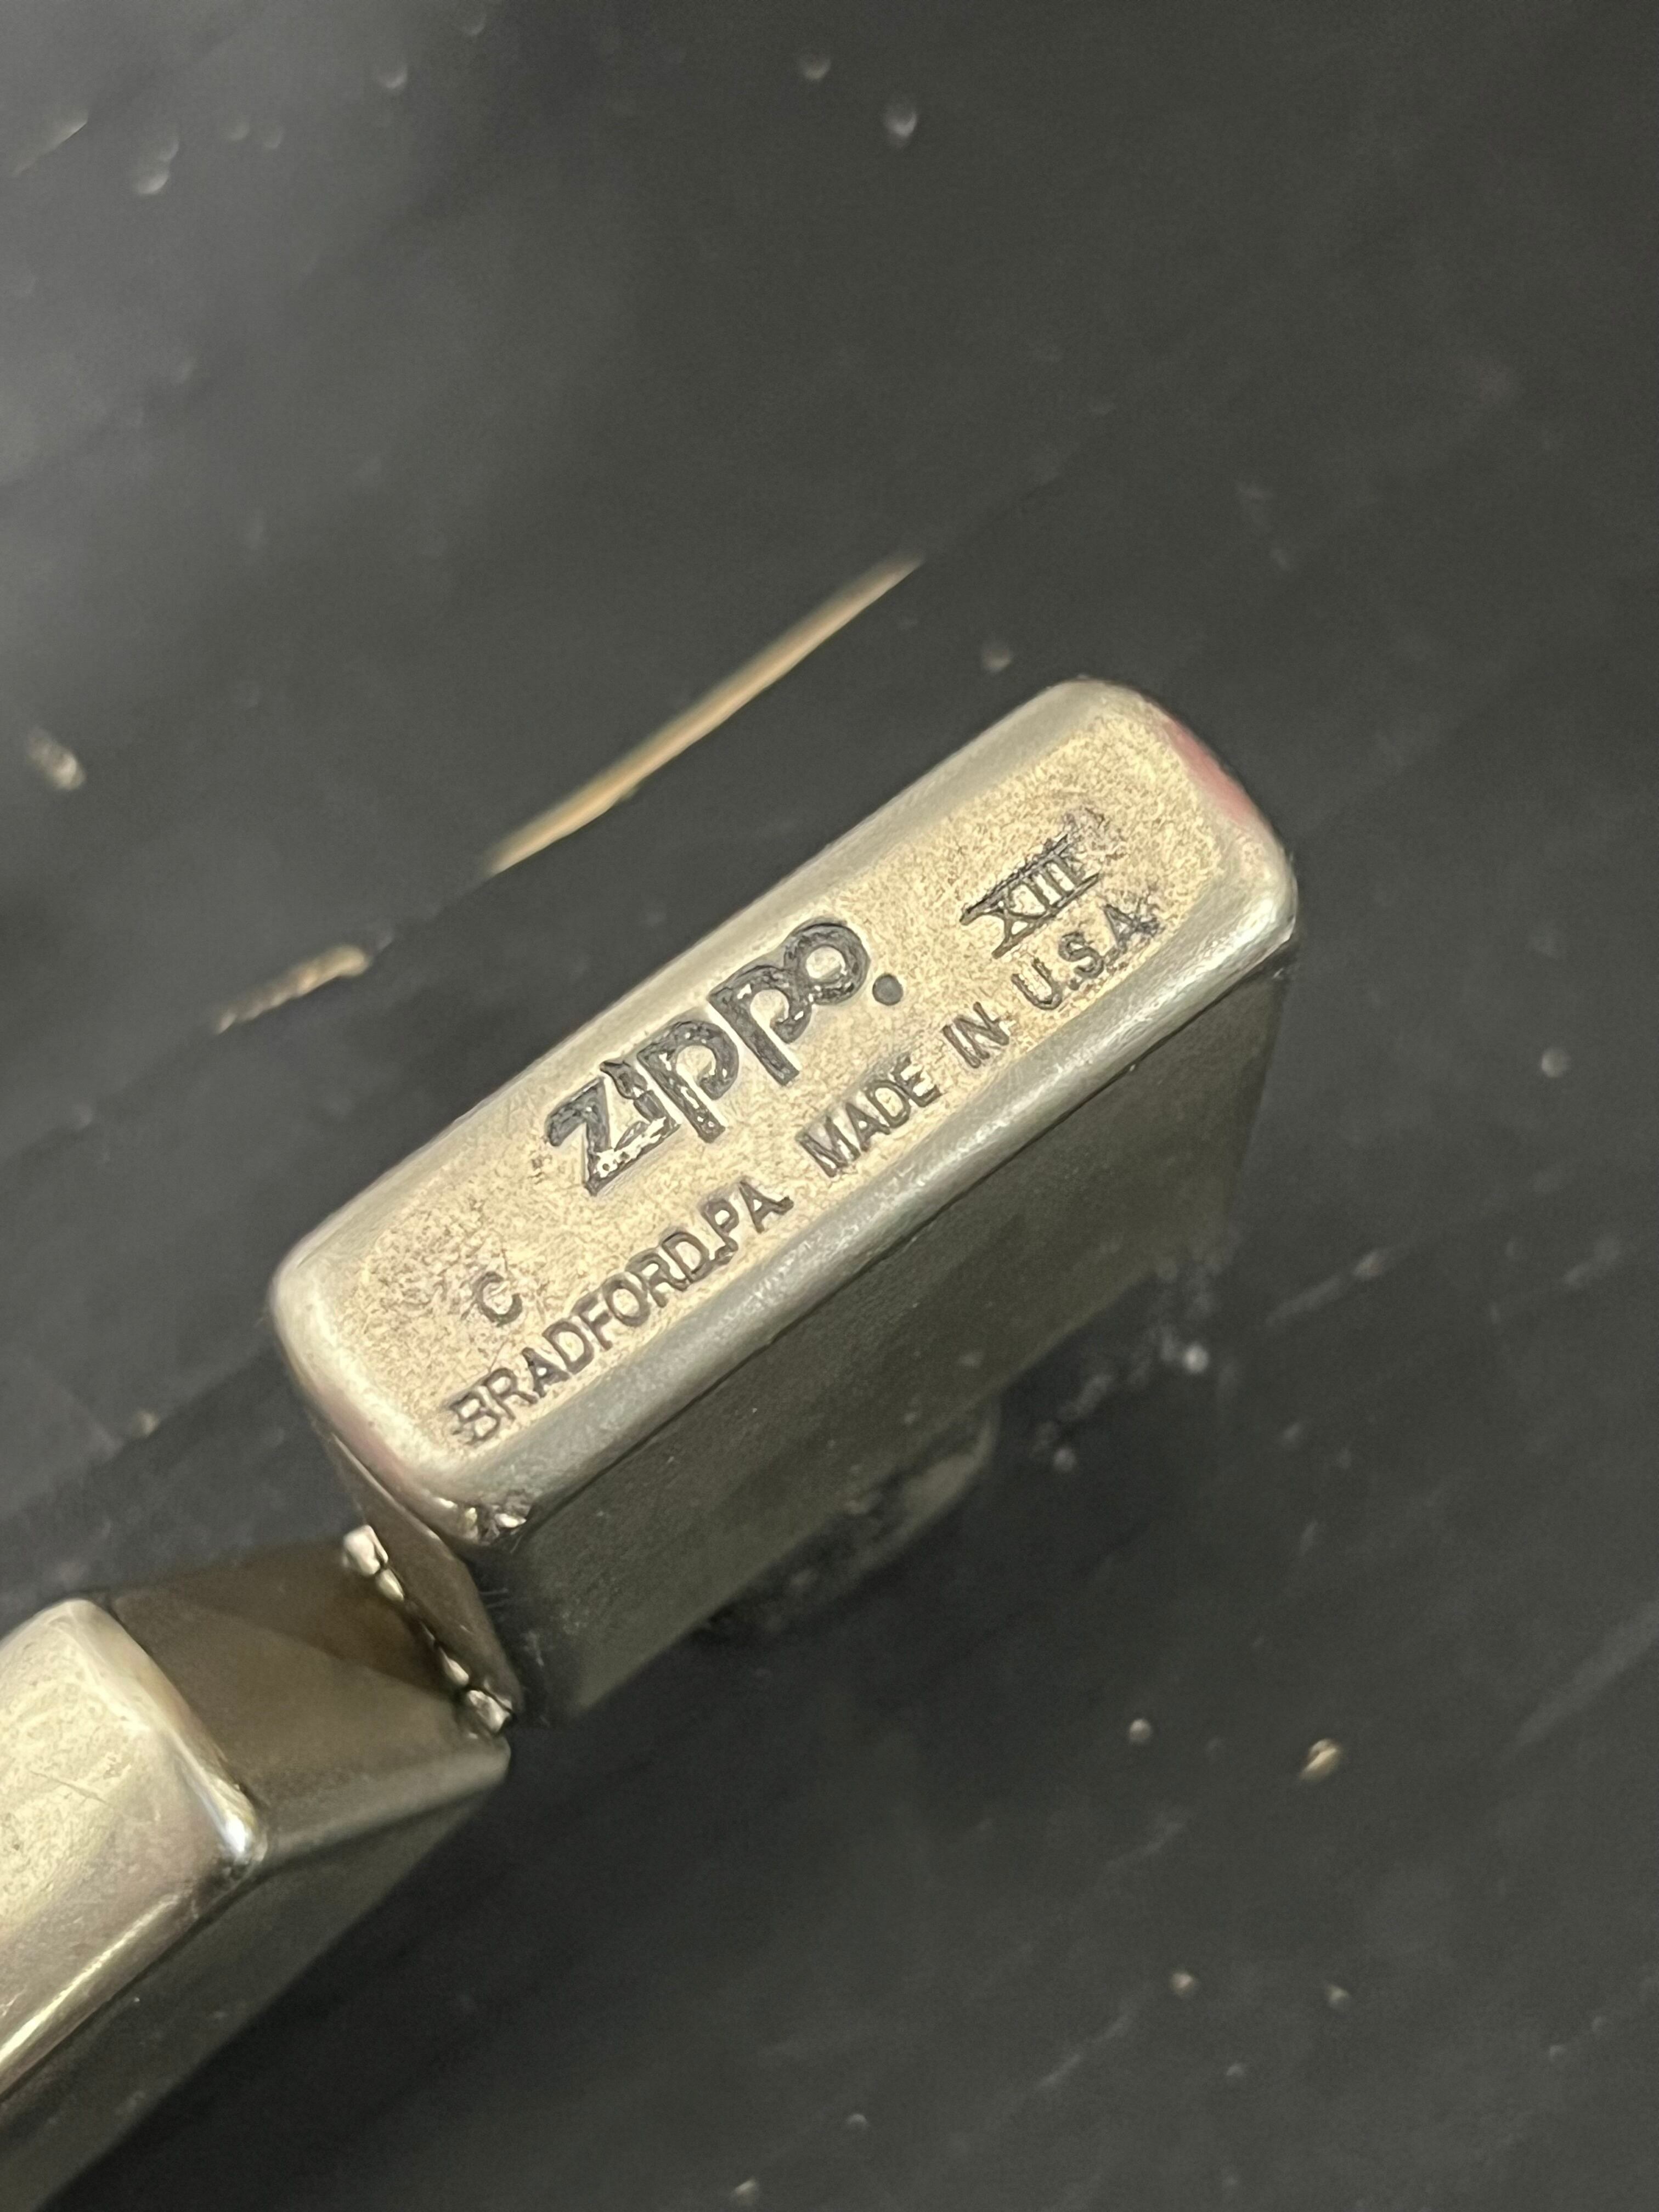 zippo.
C XIII
BRADFORD,PA. MADE IN U.S.A.